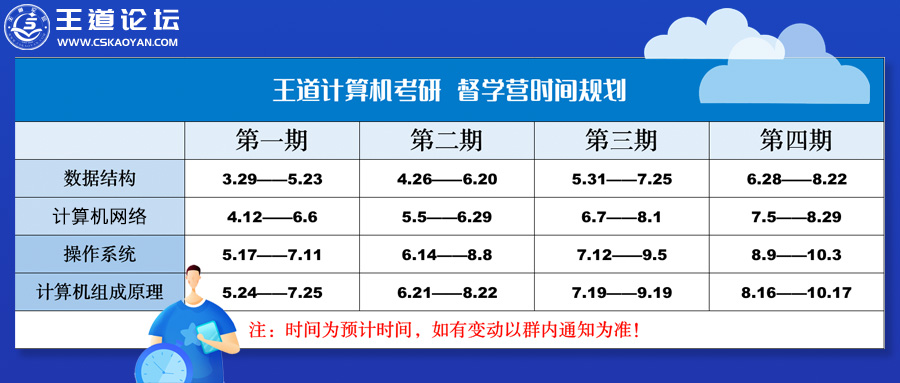 王道论坛
WWW.CSKAOYAN.COM
王道计算机考研 督学营时间规划
第一期 第二期 第三期 第四期
数据结构 3.29——5.23 4.26——6.20 5.31——7.25 6.28——8.22
计算机网络 4.12——6.6 5.5——6.29 6.7——8.1 7.5——8.29
操作系统 5.17——7.11 6.14——8.8 7.12——9.5 8.9——10.3
计算机组成原理 5.24——7.25 6.21——8.22 7.19——9.19 8.16——10.17
注：时间为预计时间，如有变动以群内通知为准！